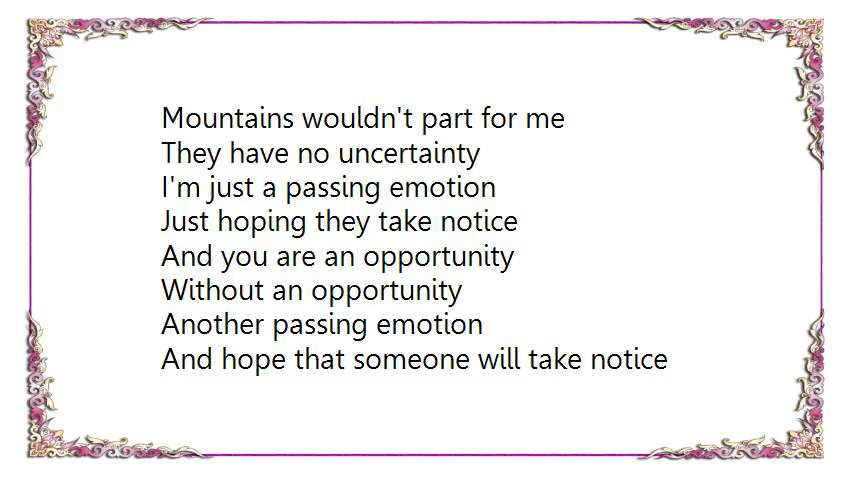 Mountains wouldn't part for me
They have no uncertainty
I'm just a passing emotion
Just hoping they take notice
And you are an opportunity
Without an opportunity
Another passing emotion
And hope that someone will take notice